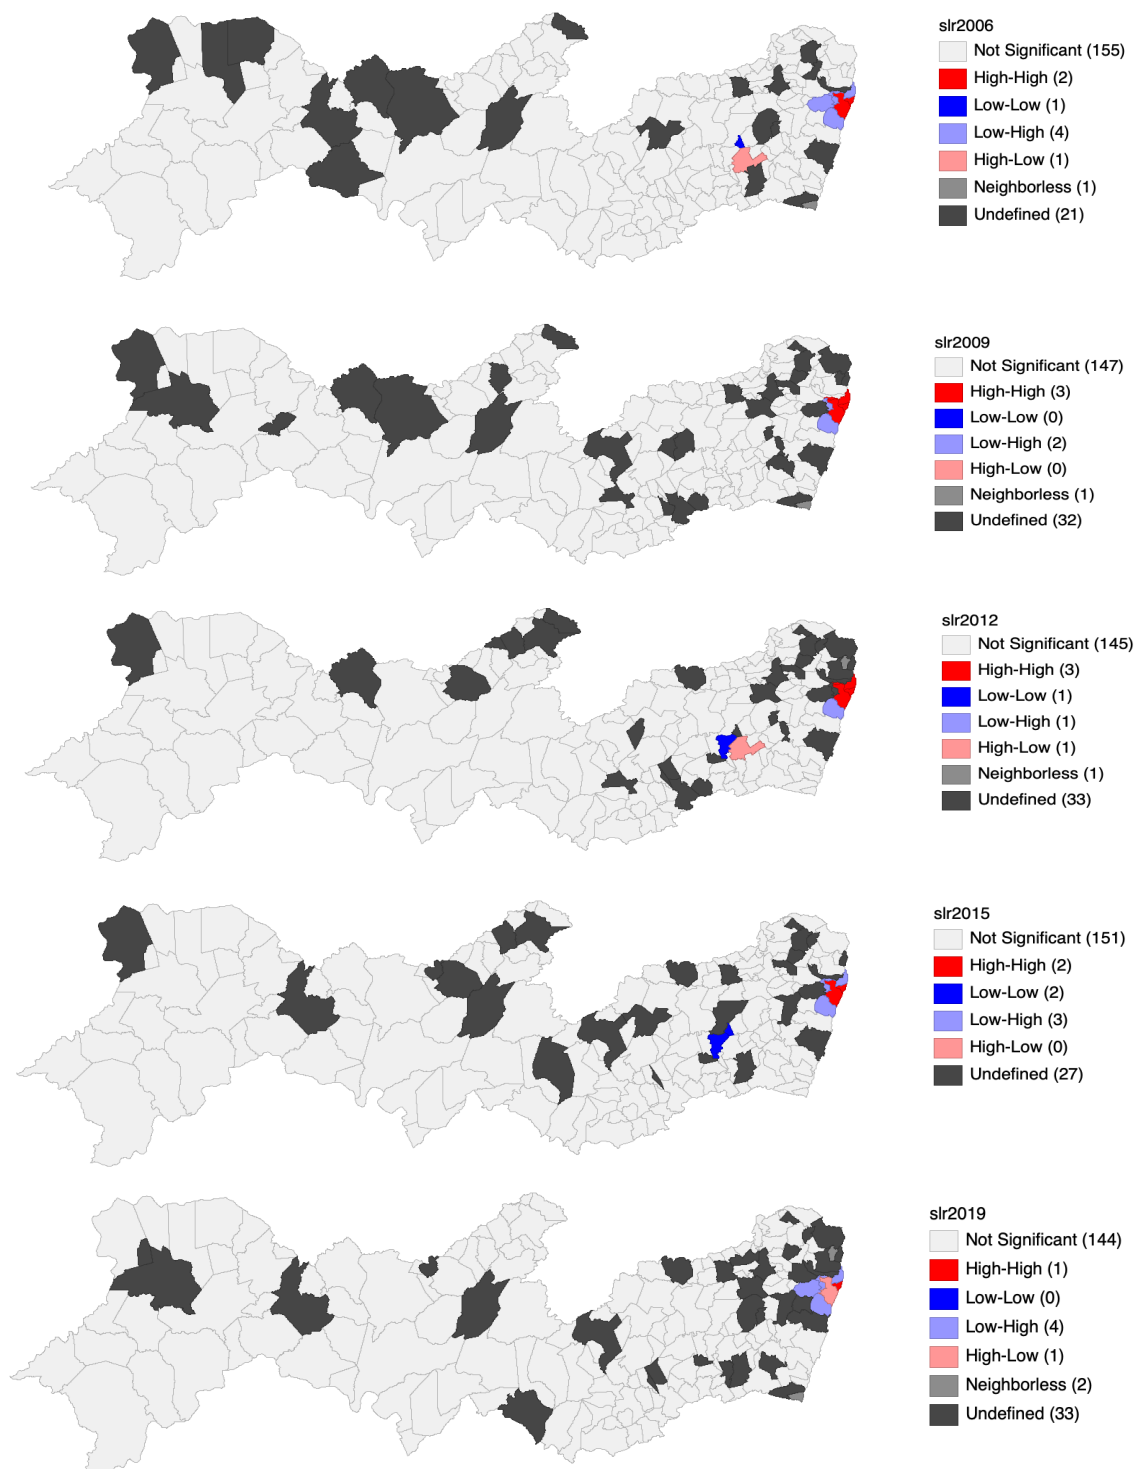 slr2006
Not Significant (155)
High-High (2)
Low-Low (1)
Low-High (4)
High-Low (1)
Neighborless (1)
Undefined (21)
slr2009
Not Significant (147)
High-High (3)
Low-Low (0)
Low-High (2)
High-Low (0)
Neighborless (1)
Undefined (32)
slr2012
Not Significant (145)
High-High (3)
Low-Low (1)
Low-High (1)
High-Low (1)
Neighborless (1)
Undefined (33)
slr2015
Not Significant (151)
High-High (2)
Low-Low (2)
Low-High (3)
High-Low (0)
Undefined (27)
slr2019
Not Significant (144)
High-High (1)
Low-Low (0)
Low-High (4)
High-Low (1)
Neighborless (2)
Undefined (33)